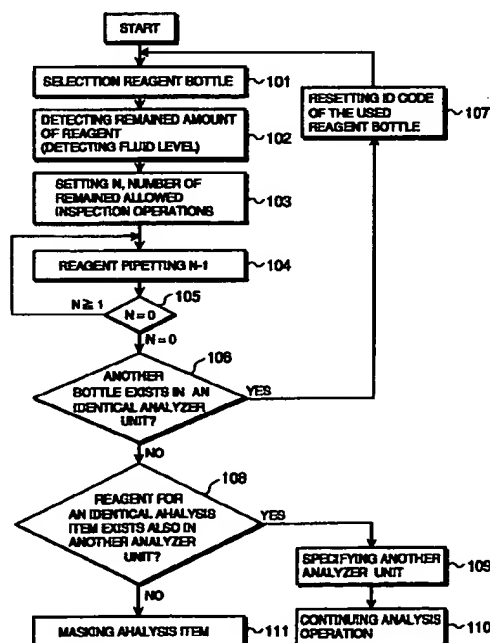 START
SELECTTION REAGENT BOTTLE
101
DETECTING REMAINED AMOUNT
OF REAGENT
(DETECTING FLUID LEVEL)
102
SETTING N, NUMBER OF
REMAINED ALLOWED
INSPECTION OPERATIONS
103
REAGENT PIPETTING N-1
104
105
N ≧ 1
N = 0
N = 0
106
ANOTHER
BOTTLE EXISTS IN AN
IDENTICAL ANALYZER
UNIT?
YES
RESETTING ID CODE
OF THE USED
REAGENT BOTTLE
107
NO
108
REAGENT FOR
AN IDENTICAL AHALYSIS
ITEM EXISTS ALSO IN
ANOTHER ANALYZER
UNIT?
YES
SPECIFYING ANOTHER
ANALYZER UNIT
109
NO
MASKING AHALYSIS ITEM
111
CONTINUING ANALYSIS
OPERATION
110